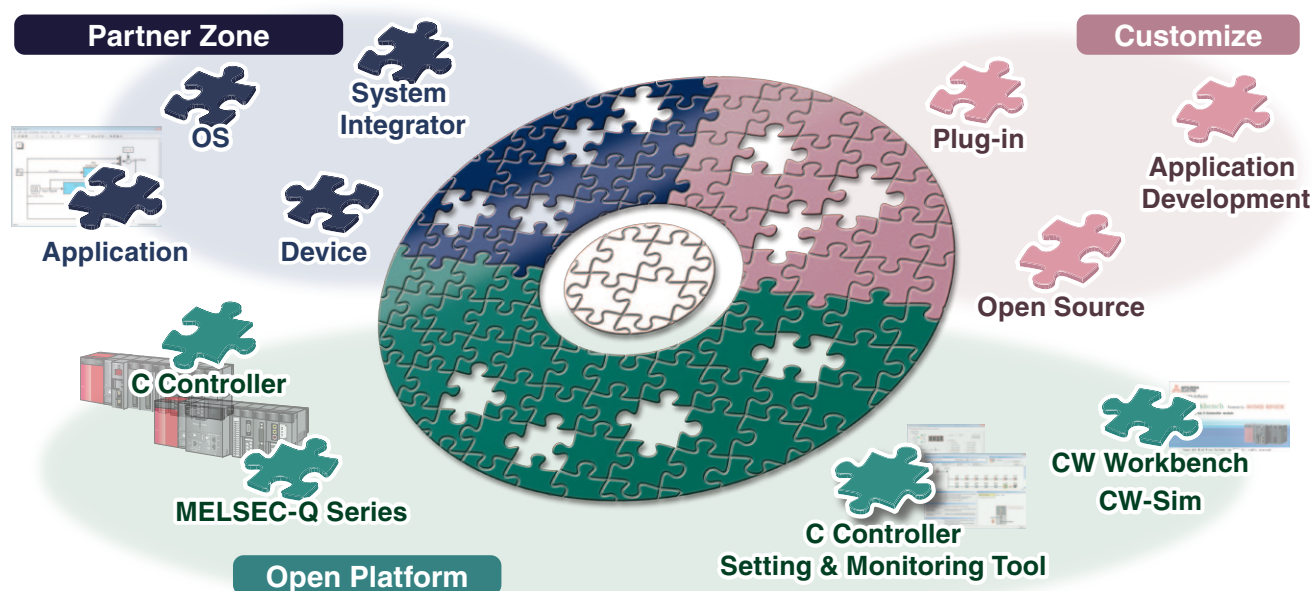 Partner Zone
Customize
OS
System
Integrator
Plug-in
Application
Development
Application
Device
Open Source
C Controller
MELSEC-Q Series
CW Workbench
CW-Sim
C Controller
Setting & Monitoring Tool
Open Platform